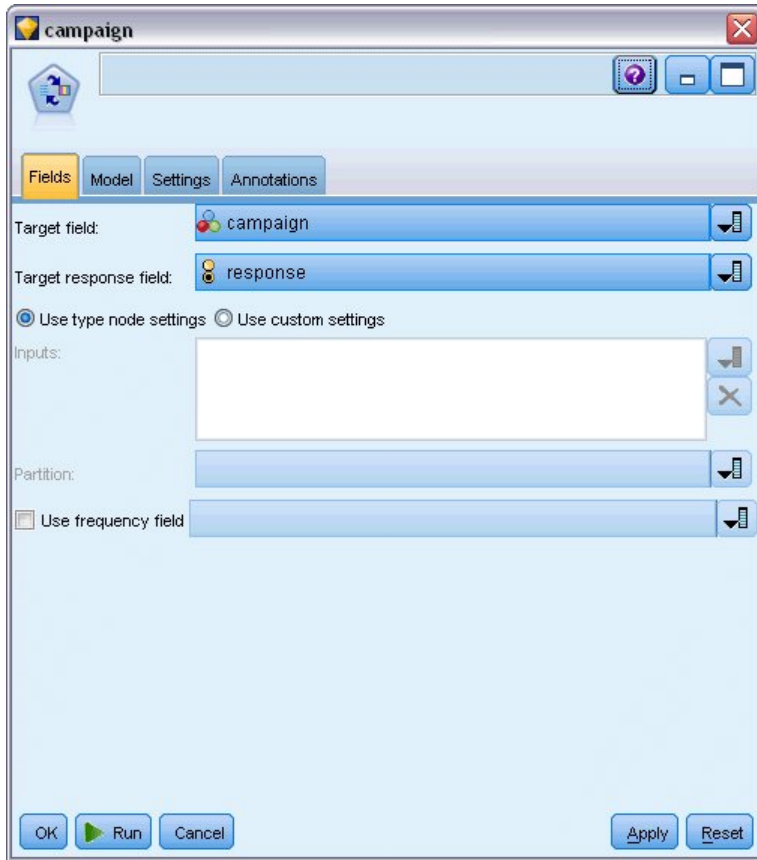 campaign
Fields Model Settings Annotations
Target field: campaign
Target response field: response
Use type node settings Use custom settings
Inputs:
Partition:
Use frequency field
OK Run Cancel Apply Reset